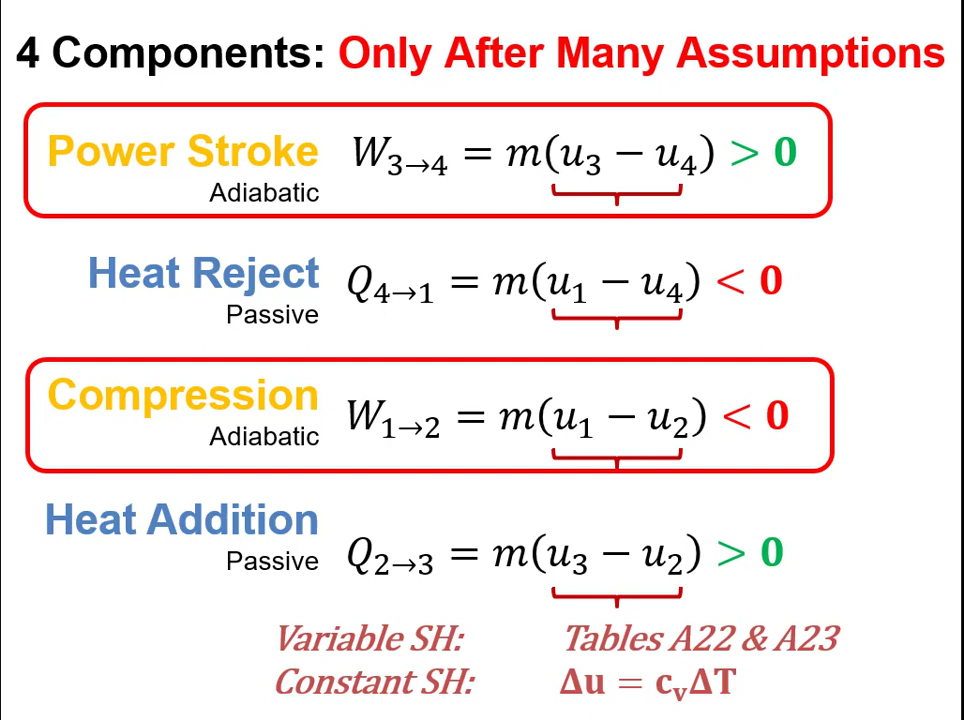 4 Components: Only After Many Assumptions
Power Stroke W₃→₄ = m(u₃ − u₄) > 0
Adiabatic
Heat Reject Q₄→₁ = m(u₁ − u₄) < 0
Passive
Compression W₁→₂ = m(u₁ − u₂) < 0
Adiabatic
Heat Addition Q₂→₃ = m(u₃ − u₂) > 0
Passive
Variable SH: Tables A22 & A23
Constant SH: Δu = cᵥΔT